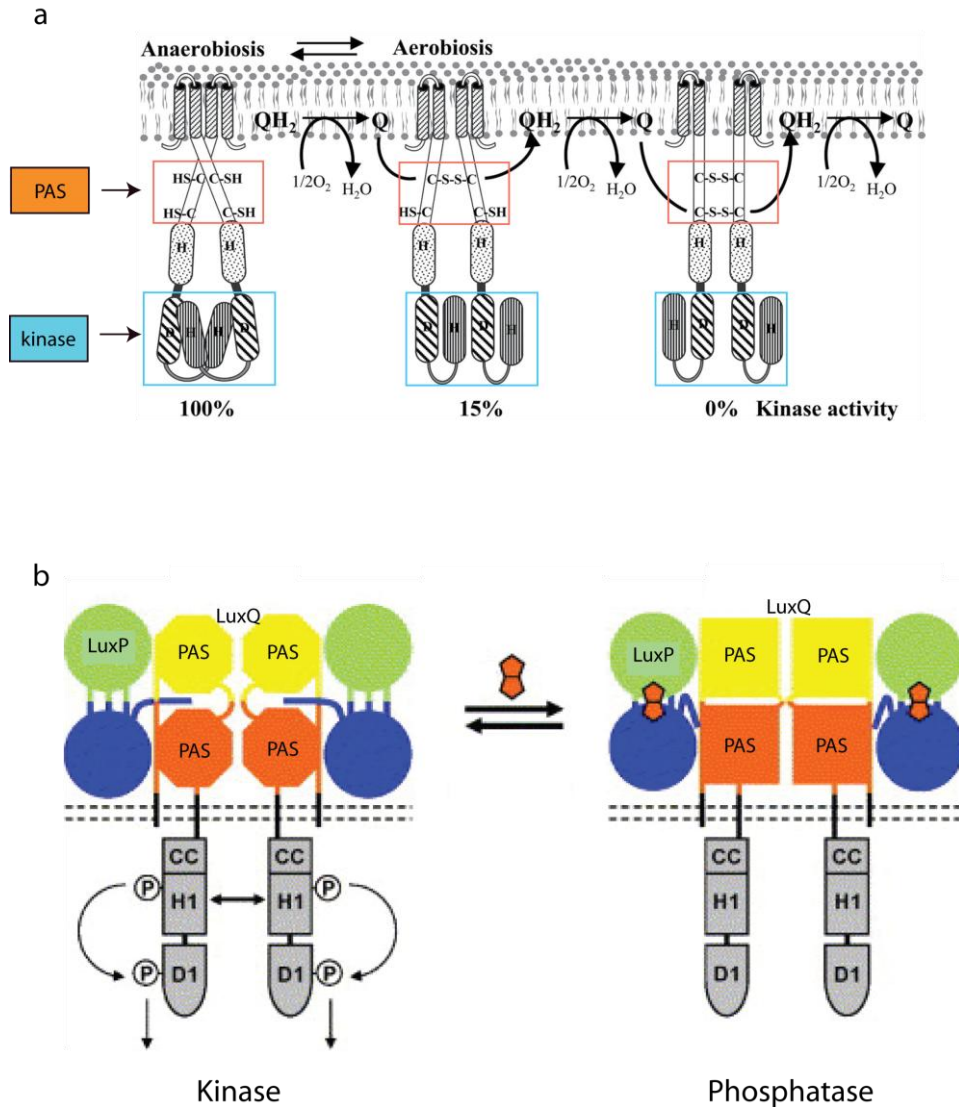 a
Anaerobiosis
Aerobiosis
QH2 Q QH2 Q QH2 Q
1/2O2 H2O 1/2O2 H2O 1/2O2 H2O
PAS
HS-C C-SH C-S-S-C C-S-S-C
HS-C C-SH HS-C C-SH C-S-S-C
H H H H H H
kinase
D H H D D H D H H D D H
100% 15% 0% Kinase activity
b
LuxQ LuxQ
LuxP PAS PAS LuxP PAS PAS
PAS PAS PAS PAS
CC CC CC CC
P H1 H1 P H1 H1
P D1 D1 P D1 D1
Kinase Phosphatase